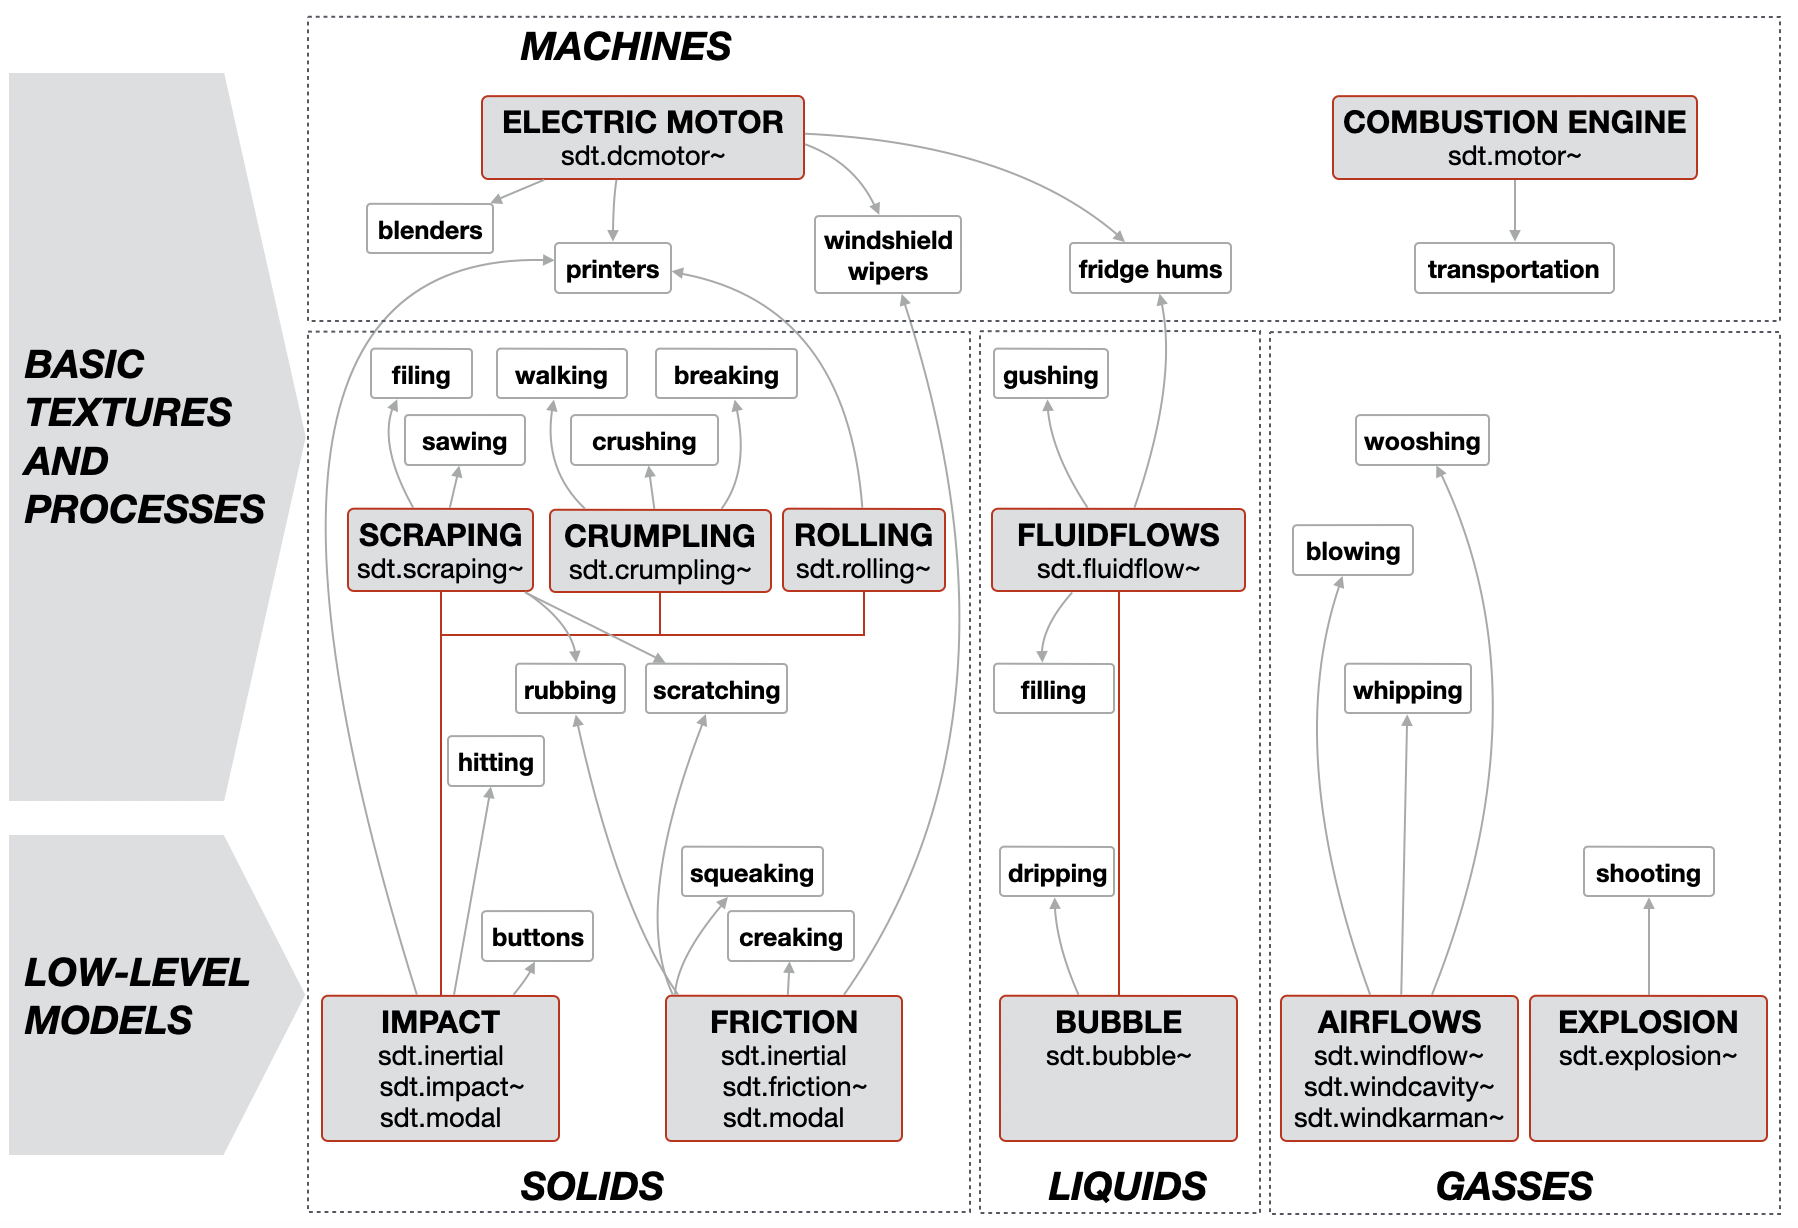 MACHINES
ELECTRIC MOTOR
sdt.dcmotor~
COMBUSTION ENGINE
sdt.motor~
blenders
printers
windshield
wipers
fridge hums
transportation
BASIC
TEXTURES
AND
PROCESSES
filing
walking
breaking
gushing
sawing
crushing
wooshing
SCRAPING
sdt.scraping~
CRUMPLING
sdt.crumpling~
ROLLING
sdt.rolling~
FLUIDFLOWS
sdt.fluidflow~
blowing
rubbing
scratching
filling
whipping
hitting
squeaking
dripping
shooting
buttons
creaking
LOW-LEVEL
MODELS
IMPACT
sdt.inertial
sdt.impact~
sdt.modal
FRICTION
sdt.inertial
sdt.friction~
sdt.modal
BUBBLE
sdt.bubble~
AIRFLOWS
sdt.windflow~
sdt.windcavity~
sdt.windkarman~
EXPLOSION
sdt.explosion~
SOLIDS
LIQUIDS
GASSES